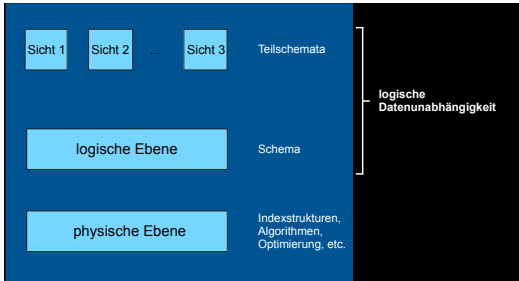 Sicht 1 Sicht 2 ... Sicht 3 Teilschemata
logische
Datenunabhängigkeit
logische Ebene Schema
physische Ebene
Indexstrukturen,
Algorithmen,
Optimierung, etc.